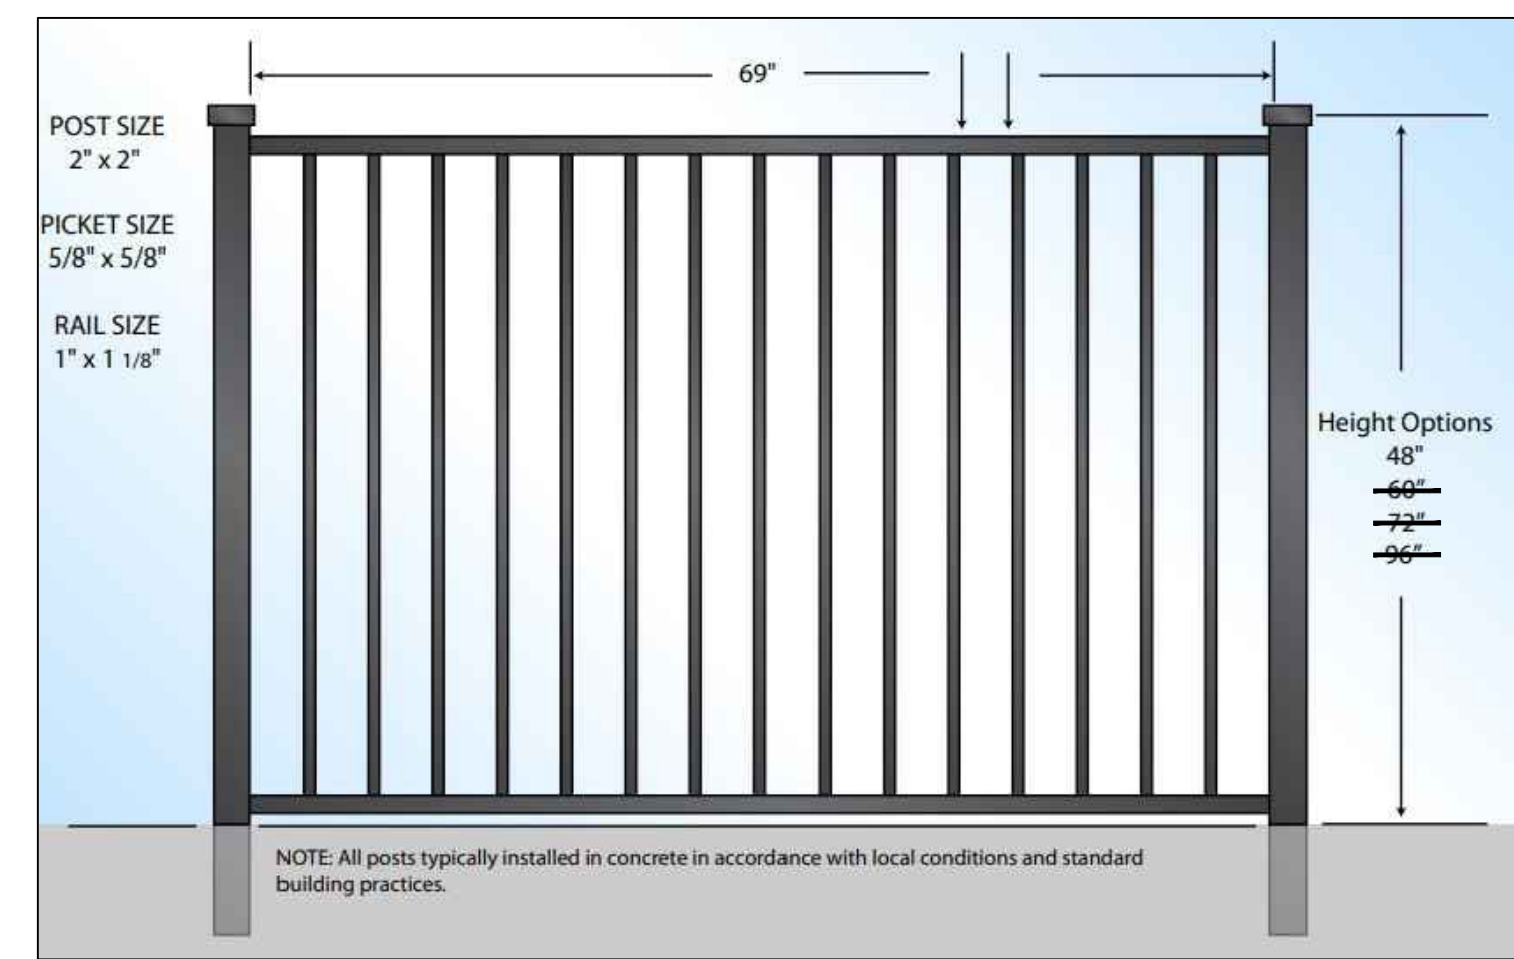 69"
POST SIZE
2" x 2"
PICKET SIZE
5/8" x 5/8"
RAIL SIZE
1" x 1 1/8"
Height Options
48"
60"
72"
96"
NOTE: All posts typically installed in concrete in accordance with local conditions and standard
building practices.